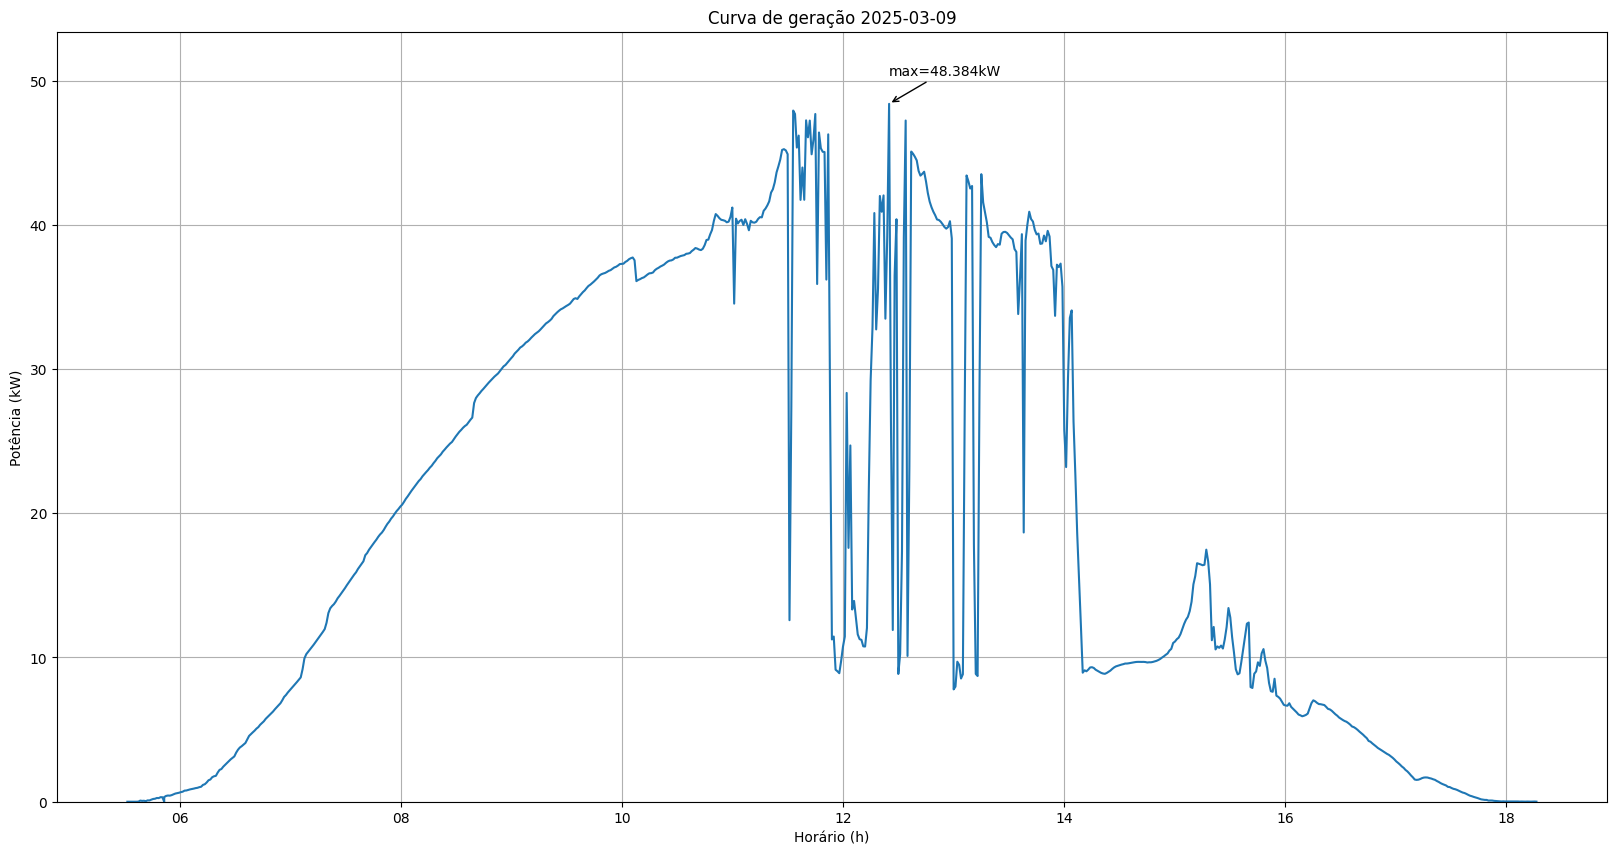 Curva de geração 2025-03-09
max=48.384kW
Potência (kW)
50
40
30
20
10
0
06 08 10 12 14 16 18
Horário (h)